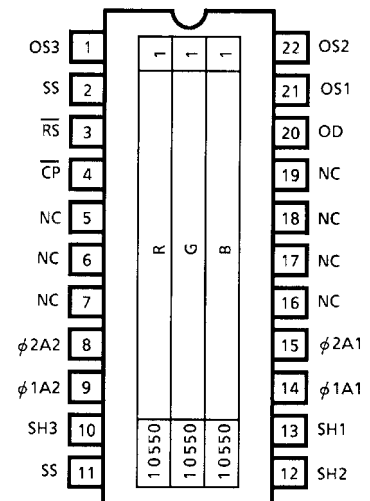 OS3 1 1 1 1 22 OS2
SS 2 21 OS1
R̅S̅ 3 20 OD
C̅P̅ 4 19 NC
NC 5 18 NC
NC 6 R G B 17 NC
NC 7 16 NC
ϕ2A2 8 15 ϕ2A1
ϕ1A2 9 14 ϕ1A1
SH3 10 10550 10550 10550 13 SH1
SS 11 12 SH2